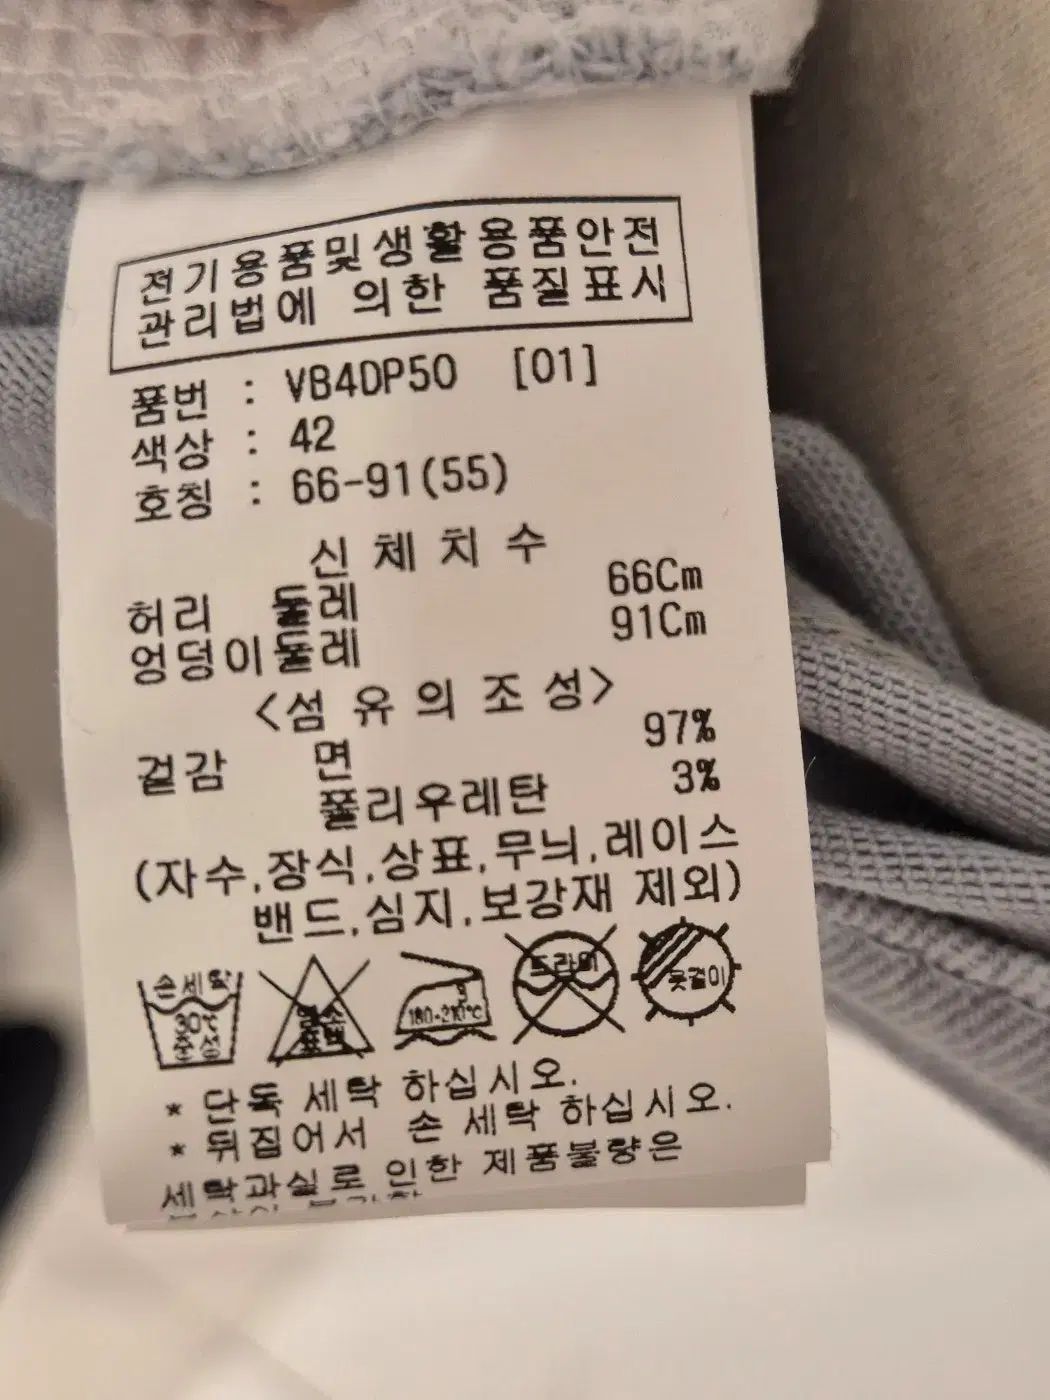 전기용품및생활용품안전
관리법에 의한 품질표시
품번 : VB4DP50 [01]
색상 : 42
호칭 : 66-91(55)
신체치수
허리 둘레 66Cm
엉덩이둘레 91Cm
<섬유의조성>
겉감 면 97%
폴리우레탄 3%
(자수,장식,상표,무늬,레이스
밴드,심지,보강재 제외)
손세탁 30℃ 중성
염소 표백
180-210℃
드라이
옷걸이
* 단독 세탁 하십시오.
* 뒤집어서 손 세탁 하십시오.
세탁과실로 인한 제품불량은